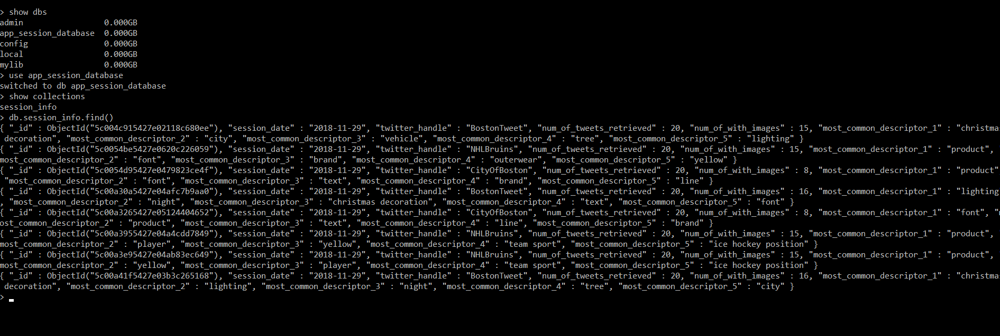 > show dbs
admin                 0.000GB
app_session_database  0.000GB
config                0.000GB
local                 0.000GB
mylib                 0.000GB
> use app_session_database
switched to db app_session_database
> show collections
session_info
> db.session_info.find()
{ "_id" : ObjectId("5c004c915427e02118c680ee"), "session_date" : "2018-11-29", "twitter_handle" : "BostonTweet", "num_of_tweets_retrieved" : 20, "num_of_with_images" : 15, "most_common_descriptor_1" : "christmas
 decoration", "most_common_descriptor_2" : "city", "most_common_descriptor_3" : "vehicle", "most_common_descriptor_4" : "tree", "most_common_descriptor_5" : "lighting" }
{ "_id" : ObjectId("5c0054be5427e0620c226059"), "session_date" : "2018-11-29", "twitter_handle" : "NHLBruins", "num_of_tweets_retrieved" : 20, "num_of_with_images" : 15, "most_common_descriptor_1" : "product",
most_common_descriptor_2" : "font", "most_common_descriptor_3" : "brand", "most_common_descriptor_4" : "outerwear", "most_common_descriptor_5" : "yellow" }
{ "_id" : ObjectId("5c0054d95427e0479823ce4f"), "session_date" : "2018-11-29", "twitter_handle" : "CityOfBoston", "num_of_tweets_retrieved" : 20, "num_of_with_images" : 8, "most_common_descriptor_1" : "product"
 "most_common_descriptor_2" : "font", "most_common_descriptor_3" : "text", "most_common_descriptor_4" : "brand", "most_common_descriptor_5" : "line" }
{ "_id" : ObjectId("5c00a30a5427e04afc7b9aa0"), "session_date" : "2018-11-29", "twitter_handle" : "BostonTweet", "num_of_tweets_retrieved" : 20, "num_of_with_images" : 16, "most_common_descriptor_1" : "lighting
, "most_common_descriptor_2" : "night", "most_common_descriptor_3" : "christmas decoration", "most_common_descriptor_4" : "text", "most_common_descriptor_5" : "font" }
{ "_id" : ObjectId("5c00a3265427e05124404652"), "session_date" : "2018-11-29", "twitter_handle" : "CityOfBoston", "num_of_tweets_retrieved" : 20, "num_of_with_images" : 8, "most_common_descriptor_1" : "font", "m
ost_common_descriptor_2" : "product", "most_common_descriptor_3" : "text", "most_common_descriptor_4" : "line", "most_common_descriptor_5" : "brand" }
{ "_id" : ObjectId("5c00a3955427e04a4cdd7849"), "session_date" : "2018-11-29", "twitter_handle" : "NHLBruins", "num_of_tweets_retrieved" : 20, "num_of_with_images" : 15, "most_common_descriptor_1" : "product",
most_common_descriptor_2" : "player", "most_common_descriptor_3" : "yellow", "most_common_descriptor_4" : "team sport", "most_common_descriptor_5" : "ice hockey position" }
{ "_id" : ObjectId("5c00a3e95427e04ab83ec649"), "session_date" : "2018-11-29", "twitter_handle" : "NHLBruins", "num_of_tweets_retrieved" : 20, "num_of_with_images" : 15, "most_common_descriptor_1" : "product",
most_common_descriptor_2" : "yellow", "most_common_descriptor_3" : "player", "most_common_descriptor_4" : "team sport", "most_common_descriptor_5" : "ice hockey position" }
{ "_id" : ObjectId("5c00a41f5427e03b3c265168"), "session_date" : "2018-11-29", "twitter_handle" : "BostonTweet", "num_of_tweets_retrieved" : 20, "num_of_with_images" : 16, "most_common_descriptor_1" : "christmas
 decoration", "most_common_descriptor_2" : "lighting", "most_common_descriptor_3" : "night", "most_common_descriptor_4" : "tree", "most_common_descriptor_5" : "city" }
>